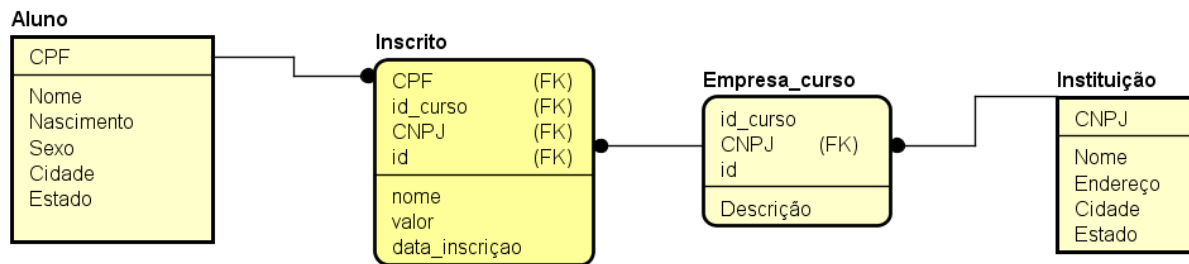 Aluno
CPF
Nome
Nascimento
Sexo
Cidade
Estado
Inscrito
CPF (FK)
id_curso (FK)
CNPJ (FK)
id (FK)
nome
valor
data_inscriçao
Empresa_curso
id_curso
CNPJ (FK)
id
Descrição
Instituição
CNPJ
Nome
Endereço
Cidade
Estado